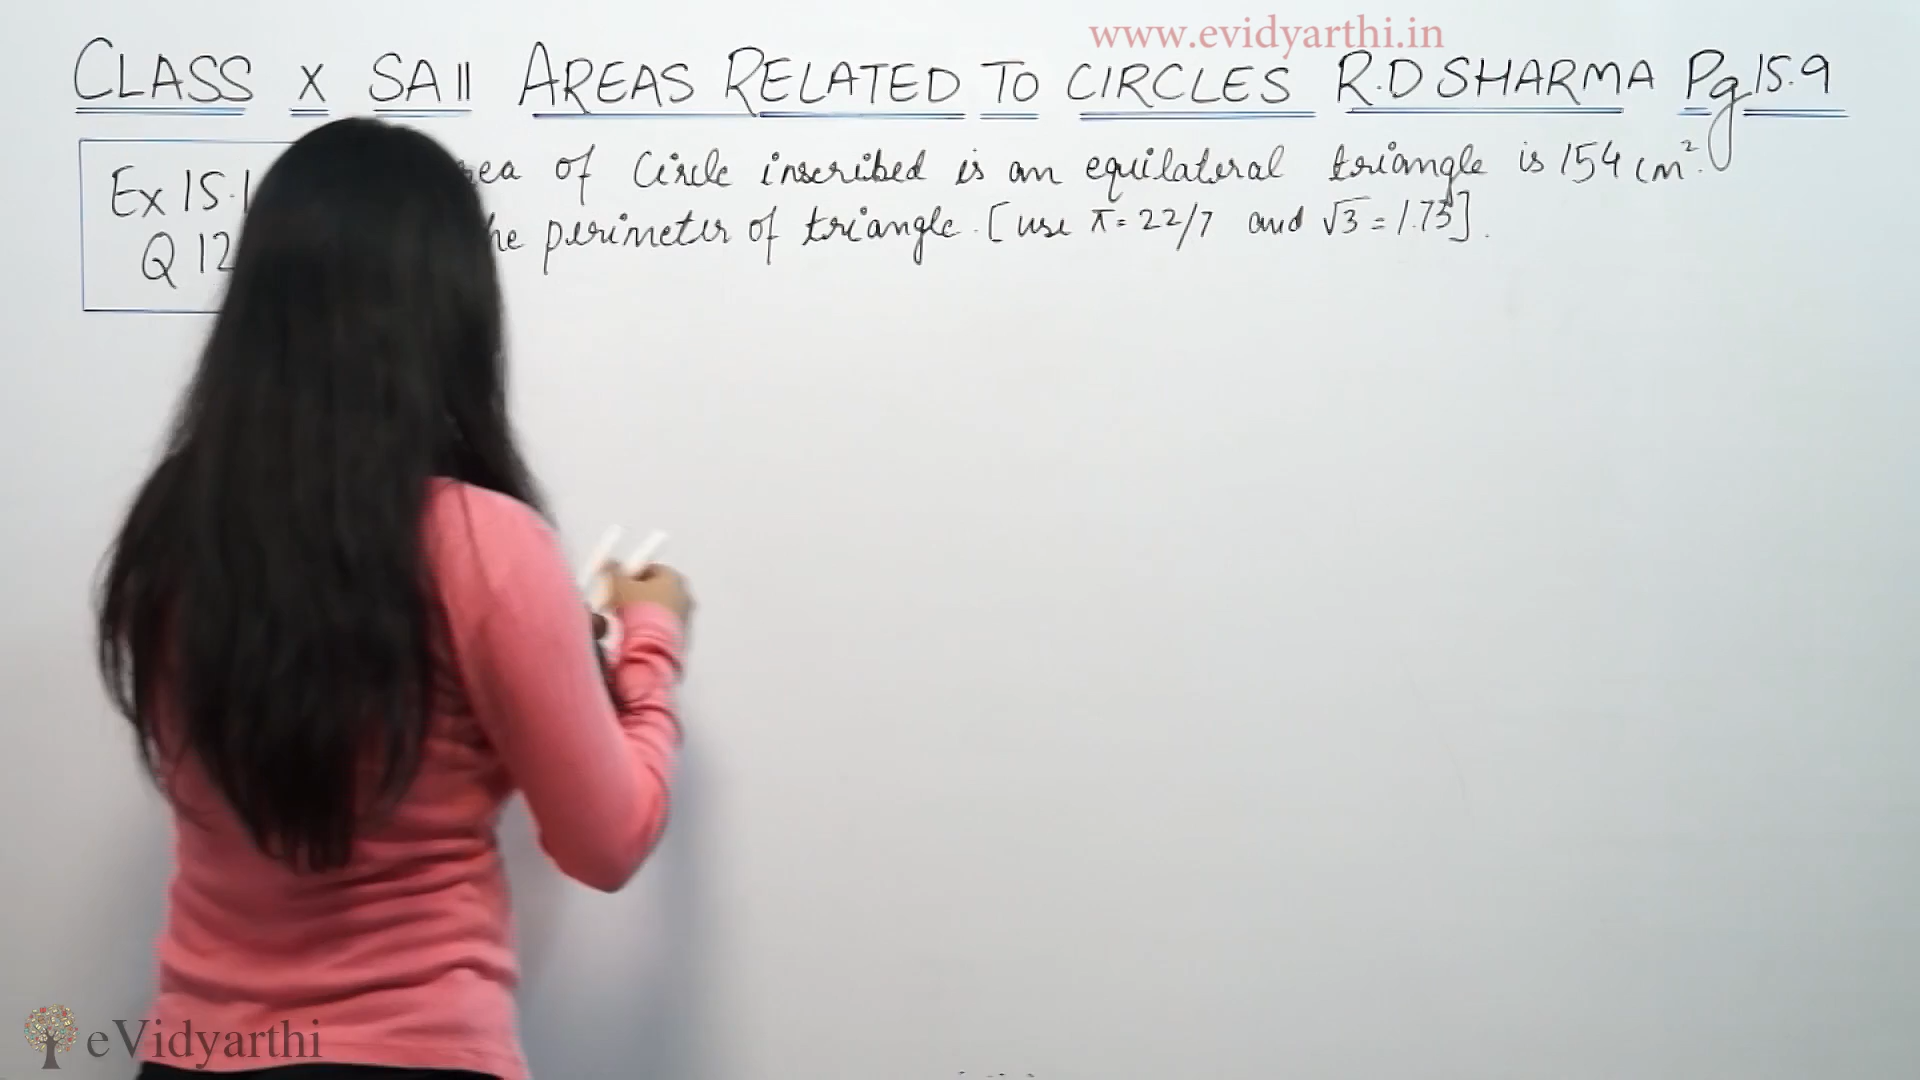 www.evidyarthi.in
CLASS X SA II AREAS RELATED TO CIRCLES R.D SHARMA Pg 15.9
Ex 15.1
of Circle inscribed is an equilateral triangle is 154 cm².
Q 12
perimeter of triangle. [use π = 22/7 and √3 = 1.73].
eVidyarthi